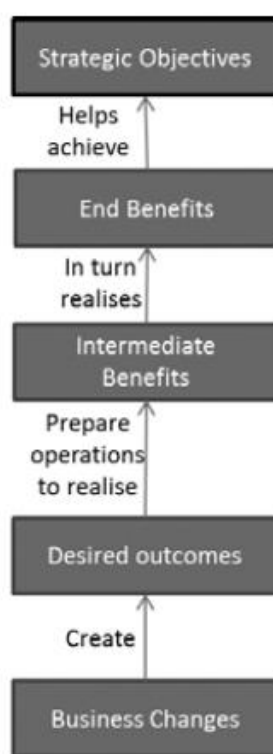 Strategic Objectives
Helps
achieve
End Benefits
In turn
realises
Intermediate
Benefits
Prepare
operations
to realise
Desired outcomes
Create
Business Changes